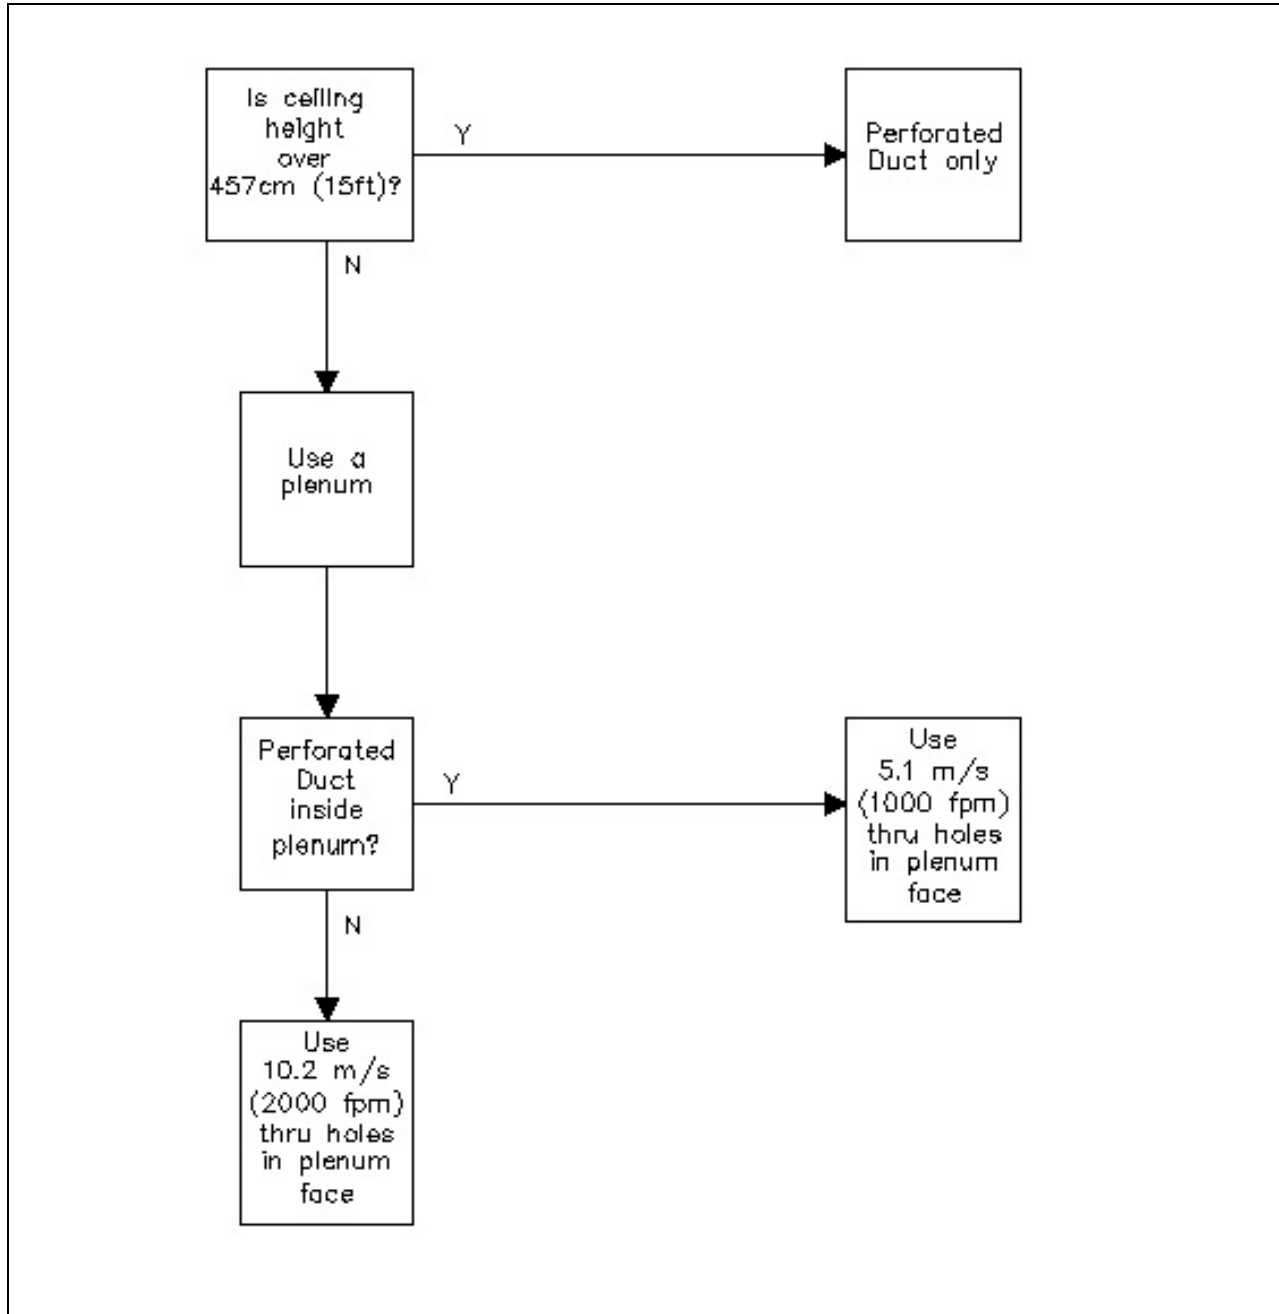 Is ceiling
height
over
457cm (15ft)?
Y
Perforated
Duct only
N
Use a
plenum
Perforated
Duct
inside
plenum?
Y
Use
5.1 m/s
(1000 fpm)
thru holes
in plenum
face
N
Use
10.2 m/s
(2000 fpm)
thru holes
in plenum
face